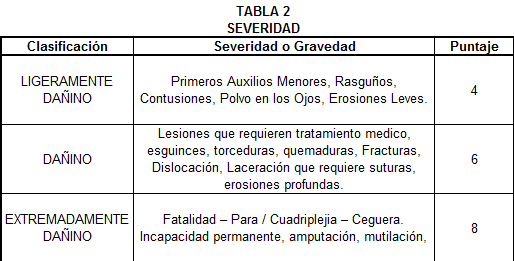 TABLA 2
SEVERIDAD
Clasificación Severidad o Gravedad Puntaje
LIGERAMENTE DAÑINO
Primeros Auxilios Menores, Rasguños,
Contusiones, Polvo en los Ojos, Erosiones Leves.
4
DAÑINO
Lesiones que requieren tratamiento medico,
esguinces, torceduras, quemaduras, Fracturas,
Dislocación, Laceración que requiere suturas,
erosiones profundas.
6
EXTREMADAMENTE DAÑINO
Fatalidad – Para / Cuadriplejia – Ceguera.
Incapacidad permanente, amputación, mutilación,
8